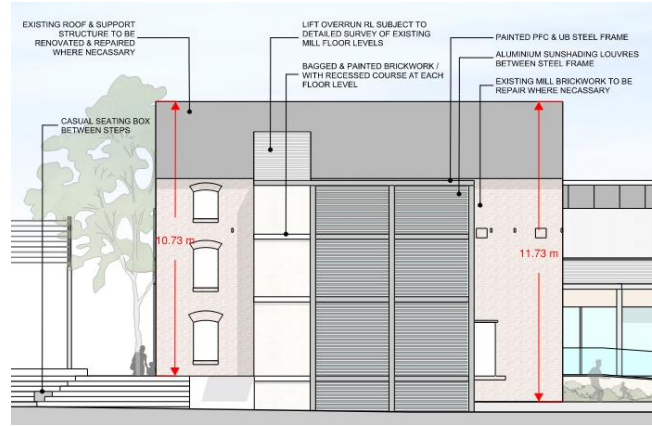 EXISTING ROOF & SUPPORT
STRUCTURE TO BE
RENOVATED & REPAIRED
WHERE NECASSARY
LIFT OVERRUN RL SUBJECT TO
DETAILED SURVEY OF EXISTING
MILL FLOOR LEVELS
PAINTED PFC & UB STEEL FRAME
ALUMINIUM SUNSHADING LOUVRES
BETWEEN STEEL FRAME
BAGGED & PAINTED BRICKWORK /
WITH RECESSED COURSE AT EACH
FLOOR LEVEL
EXISTING MILL BRICKWORK TO BE
REPAIR WHERE NECASSARY
CASUAL SEATING BOX
BETWEEN STEPS
10.73 m
11.73 m